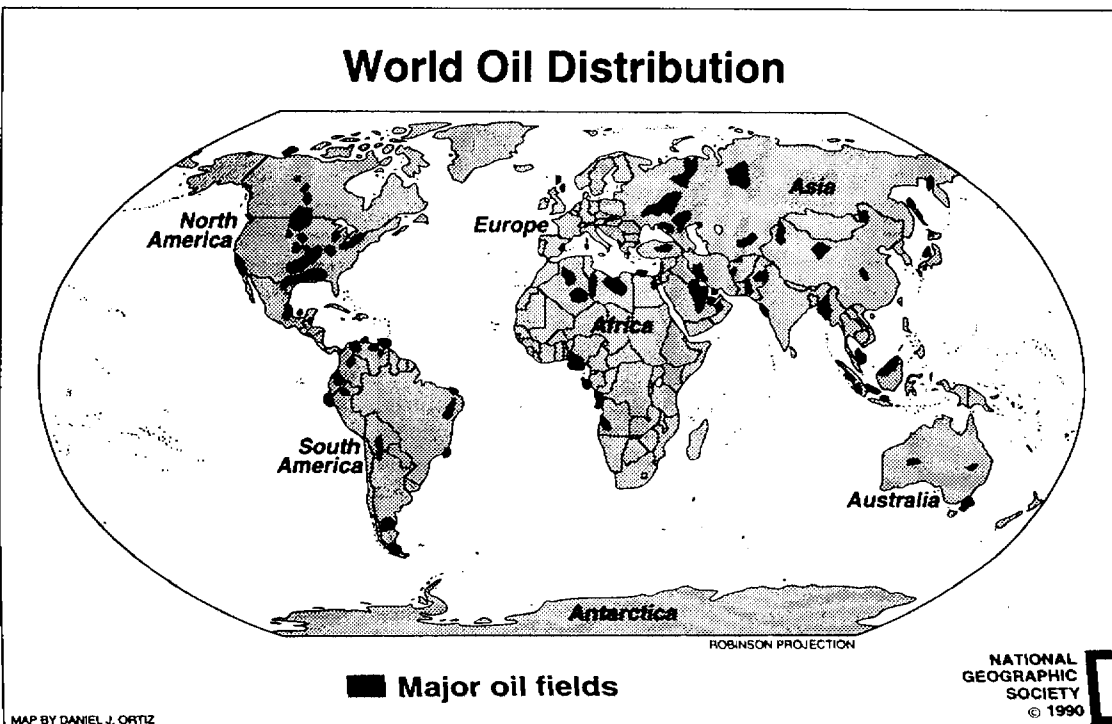 World Oil Distribution
North
America
Europe
Asia
Africa
South
America
Australia
Antarctica
ROBINSON PROJECTION
Major oil fields
NATIONAL
GEOGRAPHIC
SOCIETY
© 1990
MAP BY DANIEL J. ORTIZ